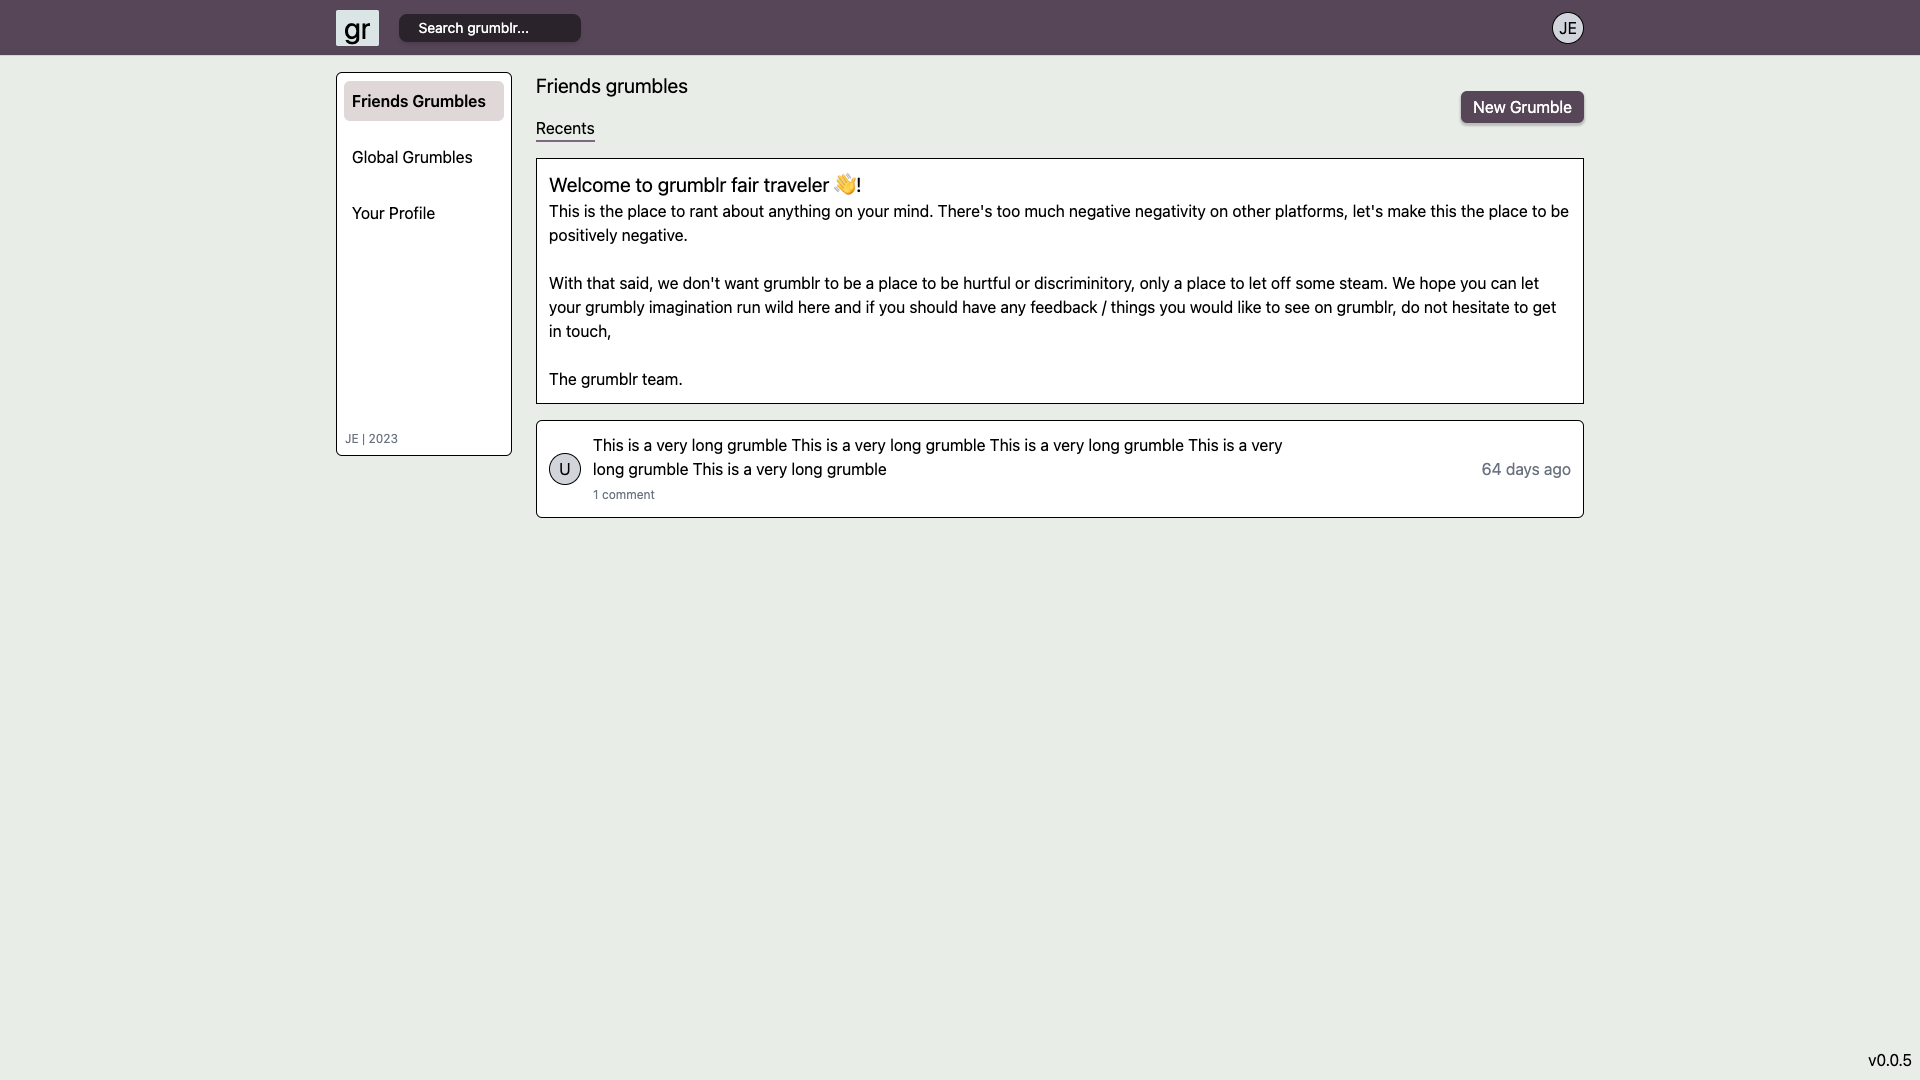 gr
Search grumblr...
JE
Friends Grumbles
Global Grumbles
Your Profile
JE | 2023
Friends grumbles
New Grumble
Recents
Welcome to grumblr fair traveler 👋!
This is the place to rant about anything on your mind. There's too much negative negativity on other platforms, let's make this the place to be
positively negative.
With that said, we don't want grumblr to be a place to be hurtful or discriminitory, only a place to let off some steam. We hope you can let
your grumbly imagination run wild here and if you should have any feedback / things you would like to see on grumblr, do not hesitate to get
in touch,
The grumblr team.
U
This is a very long grumble This is a very long grumble This is a very long grumble This is a very
long grumble This is a very long grumble
1 comment
64 days ago
v0.0.5